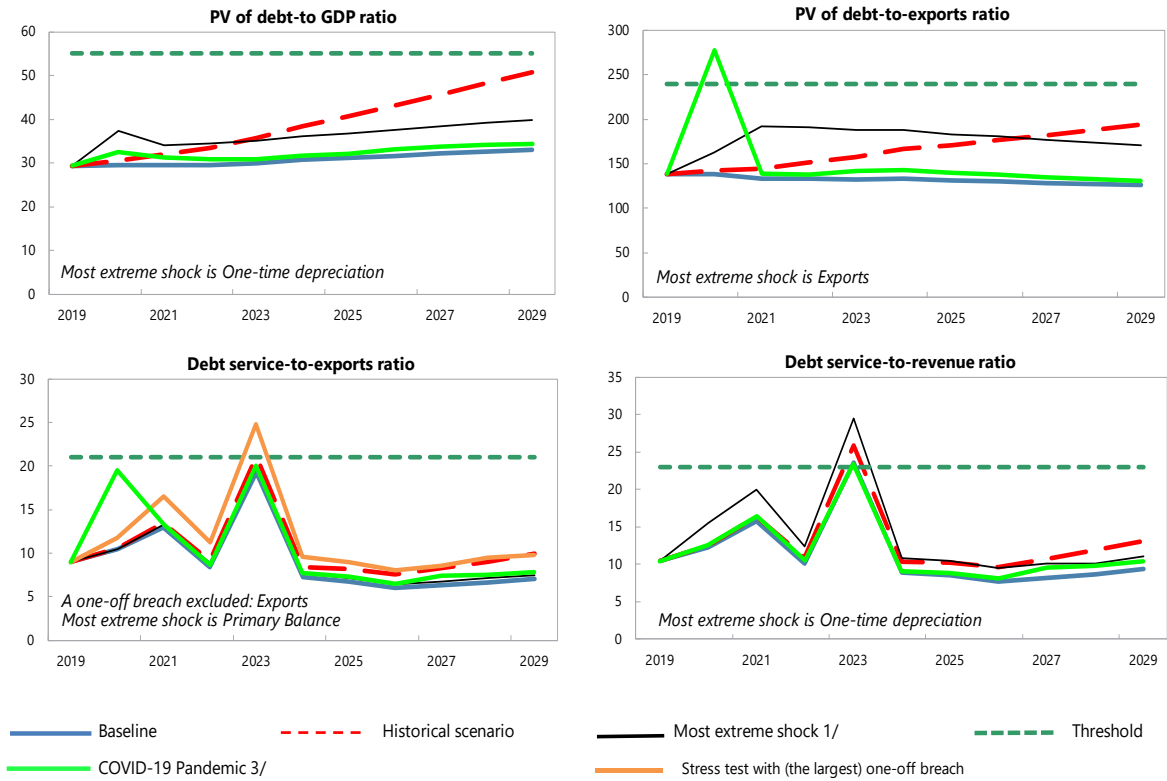 PV of debt-to GDP ratio
60
50
40
30
20
10
0
Most extreme shock is One-time depreciation
2019 2021 2023 2025 2027 2029
PV of debt-to-exports ratio
300
250
200
150
100
50
0
Most extreme shock is Exports
2019 2021 2023 2025 2027 2029
Debt service-to-exports ratio
30
25
20
15
10
5
0
A one-off breach excluded: Exports
Most extreme shock is Primary Balance
2019 2021 2023 2025 2027 2029
Debt service-to-revenue ratio
35
30
25
20
15
10
5
0
Most extreme shock is One-time depreciation
2019 2021 2023 2025 2027 2029
Baseline Historical scenario Most extreme shock 1/ Threshold
COVID-19 Pandemic 3/ Stress test with (the largest) one-off breach